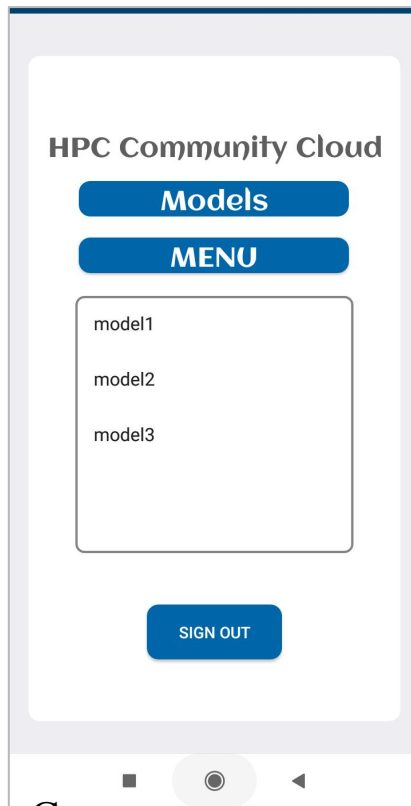 HPC Community Cloud
Models
MENU
model1
model2
model3
SIGN OUT